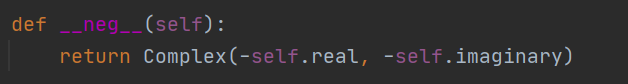 def __neg__(self):
    return Complex(-self.real, -self.imaginary)